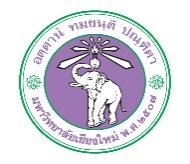 อตฺตานํ ทมยนฺติ ปณฺฑิตา
มหาวิทยาลัยเชียงใหม่ พ.ศ.๒๕๐๗